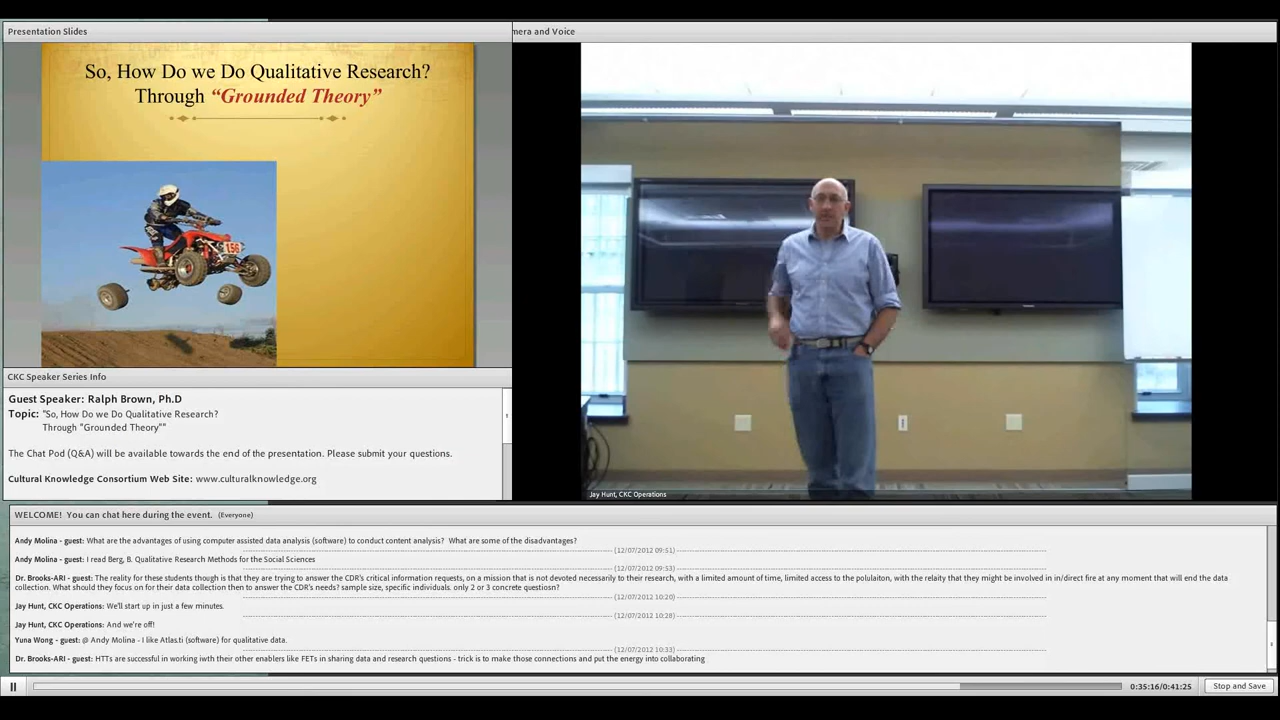 Presentation Slides
mera and Voice
So, How Do we Do Qualitative Research?
Through “Grounded Theory”
156
Jay Hunt, CKC Operations
CKC Speaker Series Info
Guest Speaker: Ralph Brown, Ph.D
Topic: "So, How Do we Do Qualitative Research?
Through "Grounded Theory""
The Chat Pod (Q&A) will be available towards the end of the presentation. Please submit your questions.
Cultural Knowledge Consortium Web Site: www.culturalknowledge.org
WELCOME! You can chat here during the event. (Everyone)
Andy Molina - guest: What are the advantages of using computer assisted data analysis (software) to conduct content analysis? What are some of the disadvantages?
(12/07/2012 09:51)
Andy Molina - guest: I read Berg, B. Qualitative Research Methods for the Social Sciences
(12/07/2012 09:53)
Dr. Brooks-ARI - guest: The reality for these students though is that they are trying to answer the CDR's critical information requests, on a mission that is not devoted necessarily to their research, with a limited amount of time, limited access to the polulaiton, with the relaity that they might be involved in in/direct fire at any moment that will end the data
collection. What should they focus on for their data collection then to answer the CDR's needs? sample size, specific individuals. only 2 or 3 concrete questiosn?
(12/07/2012 10:20)
Jay Hunt, CKC Operations: We'll start up in just a few minutes.
(12/07/2012 10:28)
Jay Hunt, CKC Operations: And we're off!
Yuna Wong - guest: @ Andy Molina - I like Atlas.ti (software) for qualitative data.
(12/07/2012 10:33)
Dr. Brooks-ARI - guest: HTTs are successful in working iwth their other enablers like FETs in sharing data and research questions - trick is to make those connections and put the energy into collaborating
0:35:16/0:41:25
Stop and Save